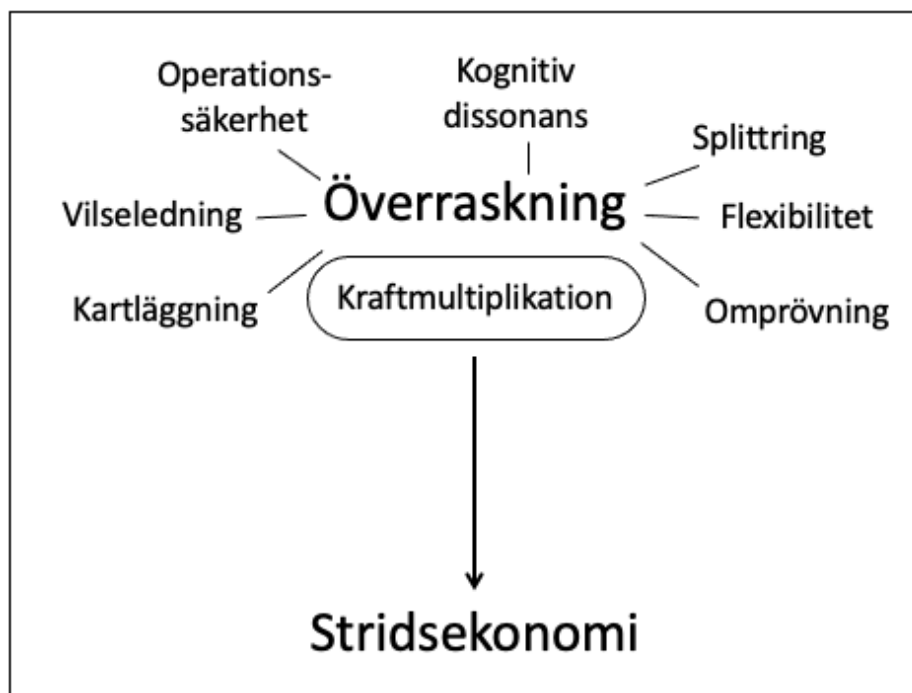 Operations-
säkerhet
Kognitiv
dissonans
Splittring
Vilseledning
Överraskning
Flexibilitet
Kartläggning
Kraftmultiplikation
Omprövning
Stridsekonomi